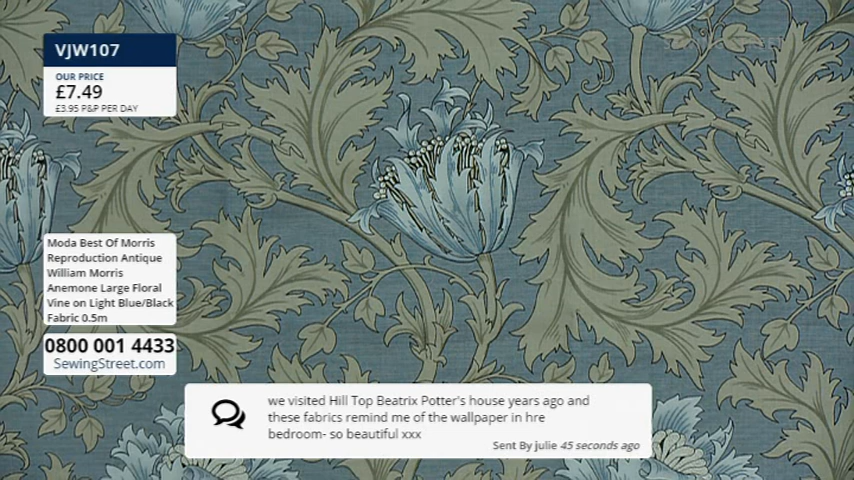 VJW107
OUR PRICE
£7.49
£3.95 P&P PER DAY
SEWINGSTREET
Moda Best Of Morris
Reproduction Antique
William Morris
Anemone Large Floral
Vine on Light Blue/Black
Fabric 0.5m
0800 001 4433
SewingStreet.com
we visited Hill Top Beatrix Potter's house years ago and
these fabrics remind me of the wallpaper in hre
bedroom- so beautiful xxx
Sent By julie 45 seconds ago